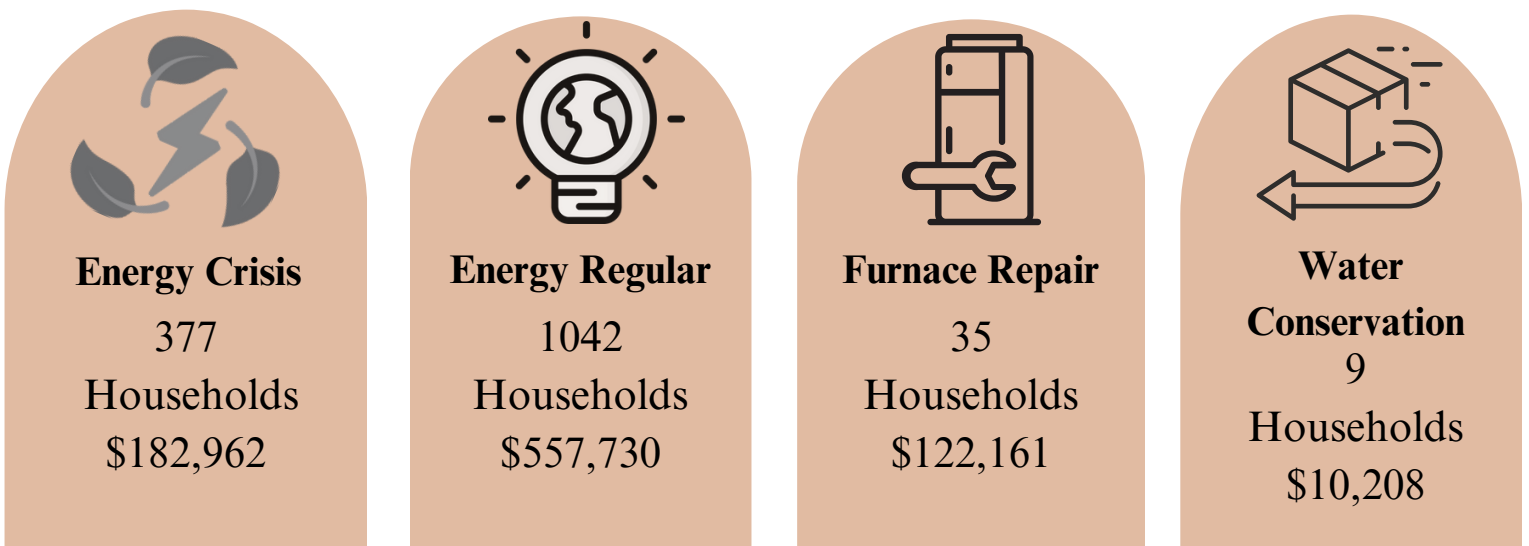 Energy Crisis
377
Households
$182,962
Energy Regular
1042
Households
$557,730
Furnace Repair
35
Households
$122,161
Water
Conservation
9
Households
$10,208